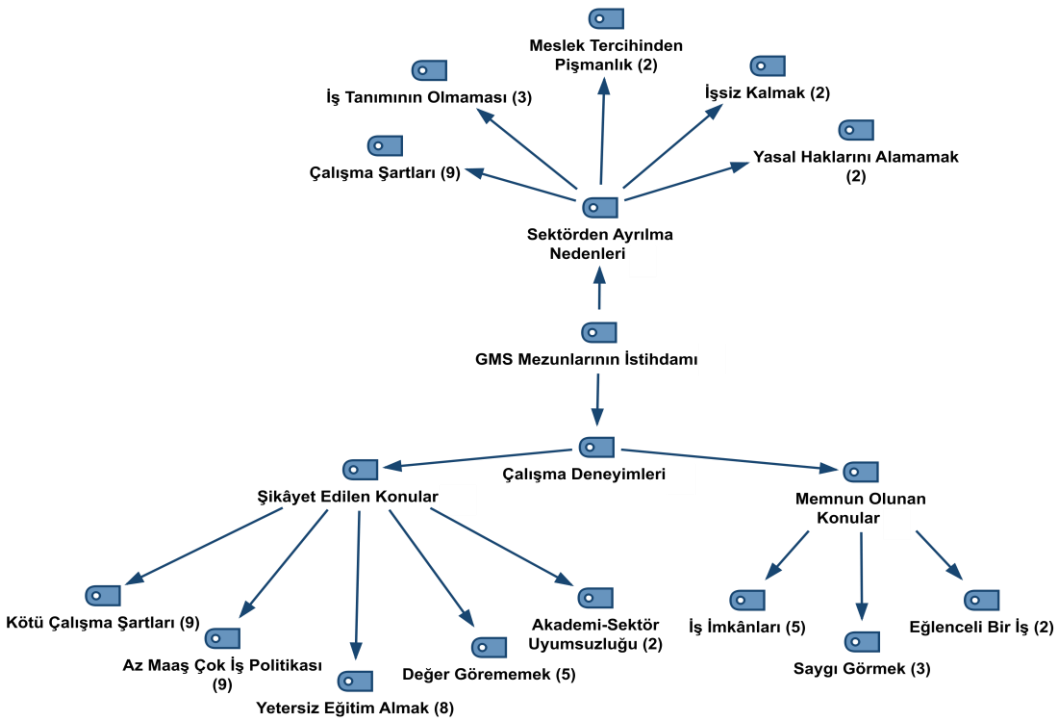 Meslek Tercihinden
Pişmanlık (2)
İş Tanımının Olmaması (3)
İşsiz Kalmak (2)
Çalışma Şartları (9)
Yasal Haklarını Alamamak
(2)
Sektörden Ayrılma
Nedenleri
GMS Mezunlarının İstihdamı
Çalışma Deneyimleri
Şikâyet Edilen Konular
Memnun Olunan
Konular
Kötü Çalışma Şartları (9)
Az Maaş Çok İş Politikası
(9)
Yetersiz Eğitim Almak (8)
Değer Görememek (5)
Akademi-Sektör
Uyumsuzluğu (2)
İş İmkânları (5)
Saygı Görmek (3)
Eğlenceli Bir İş (2)